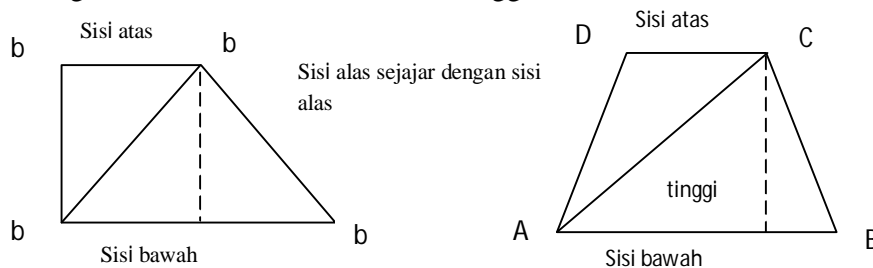 Sisi atas
b
b
Sisi alas sejajar dengan sisi
alas
b
b
Sisi bawah
Sisi atas
D
C
tinggi
A
Sisi bawah